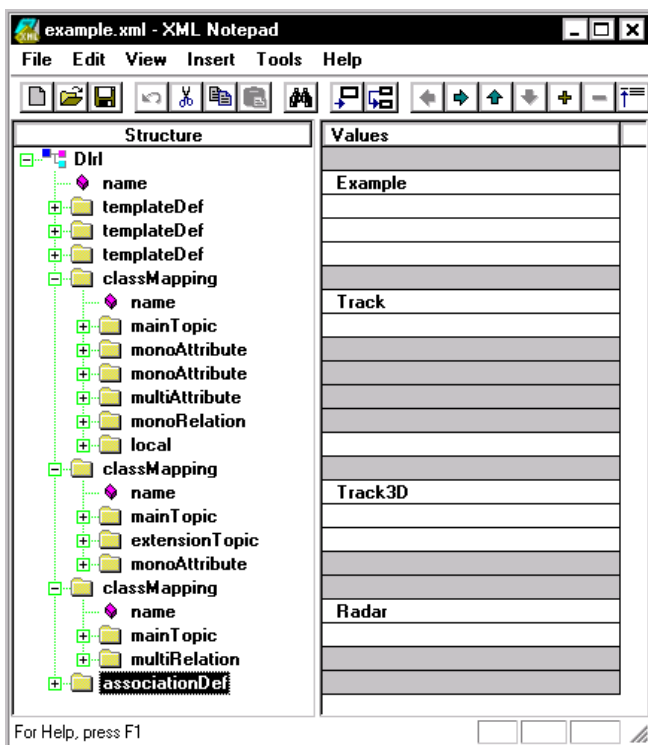 example.xml - XML Notepad
File Edit View Insert Tools Help
Structure Values
Dlrl
name Example
templateDef
templateDef
templateDef
classMapping
name Track
mainTopic
monoAttribute
monoAttribute
multiAttribute
monoRelation
local
classMapping
name Track3D
mainTopic
extensionTopic
monoAttribute
classMapping
name Radar
mainTopic
multiRelation
associationDef
For Help, press F1